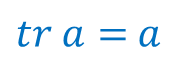 tr a = a